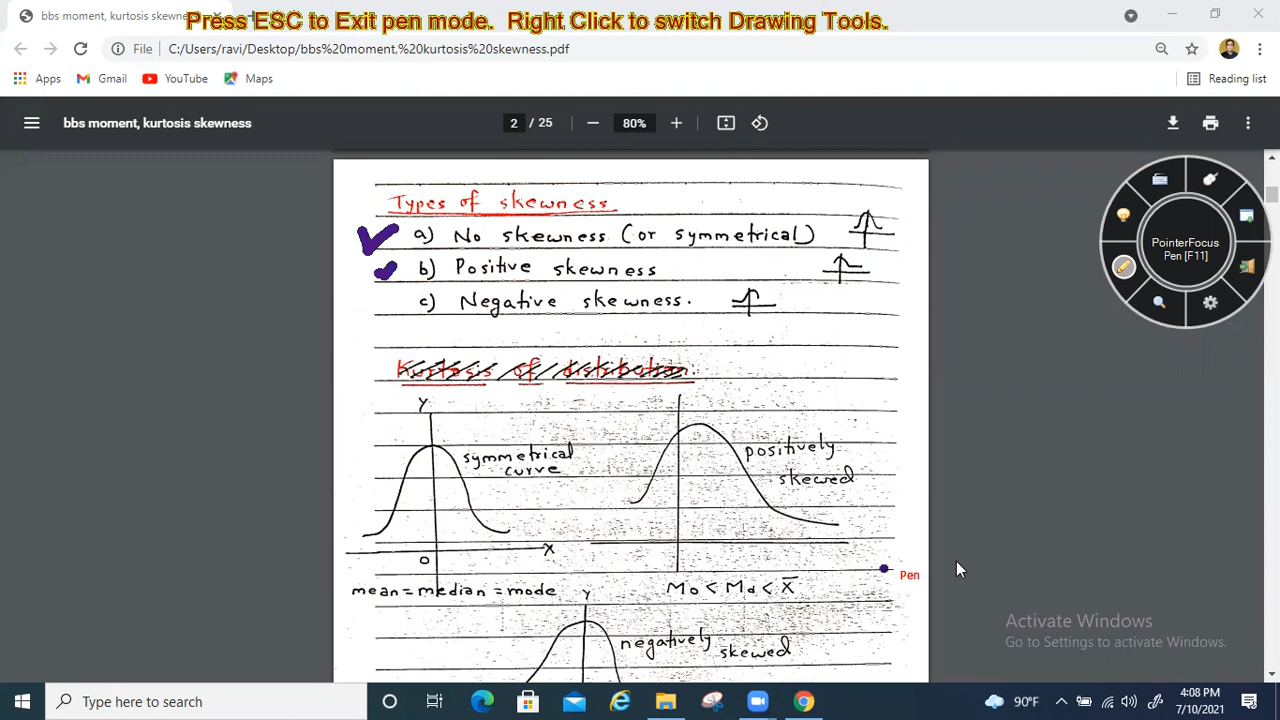 bbs moment, kurtosis skewness
Press ESC to Exit pen mode. Right Click to switch Drawing Tools.
File C:/Users/ravi/Desktop/bbs%20moment,%20kurtosis%20skewness.pdf
Apps Gmail YouTube Maps Reading list
bbs moment, kurtosis skewness 2 / 25 80%
Types of skewness
a) No skewness (or symmetrical)
b) Positive skewness
c) Negative skewness.
PointerFocus
Pen [F11]
Kurtosis of distribution
Y
symmetrical
curve
positively
skewed
X
O
mean = median = mode
Mo < Md < X̅
Pen
Y
negatively
skewed
Activate Windows
Go to Settings to activate Windows.
Type here to search
90°F
4:08 PM
7/10/2021